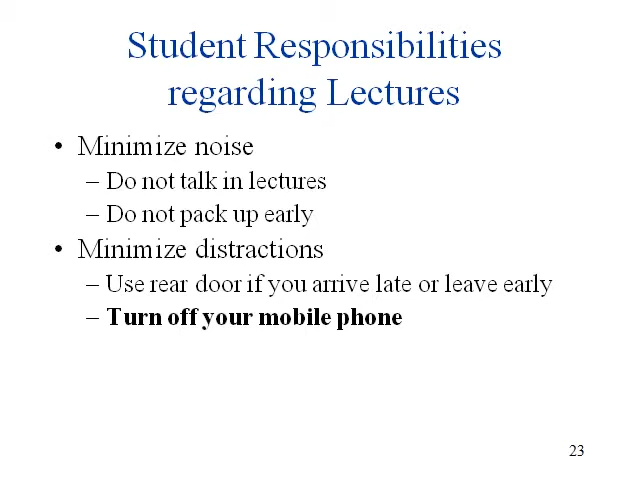 Student Responsibilities
regarding Lectures
• Minimize noise
– Do not talk in lectures
– Do not pack up early
• Minimize distractions
– Use rear door if you arrive late or leave early
– Turn off your mobile phone
23